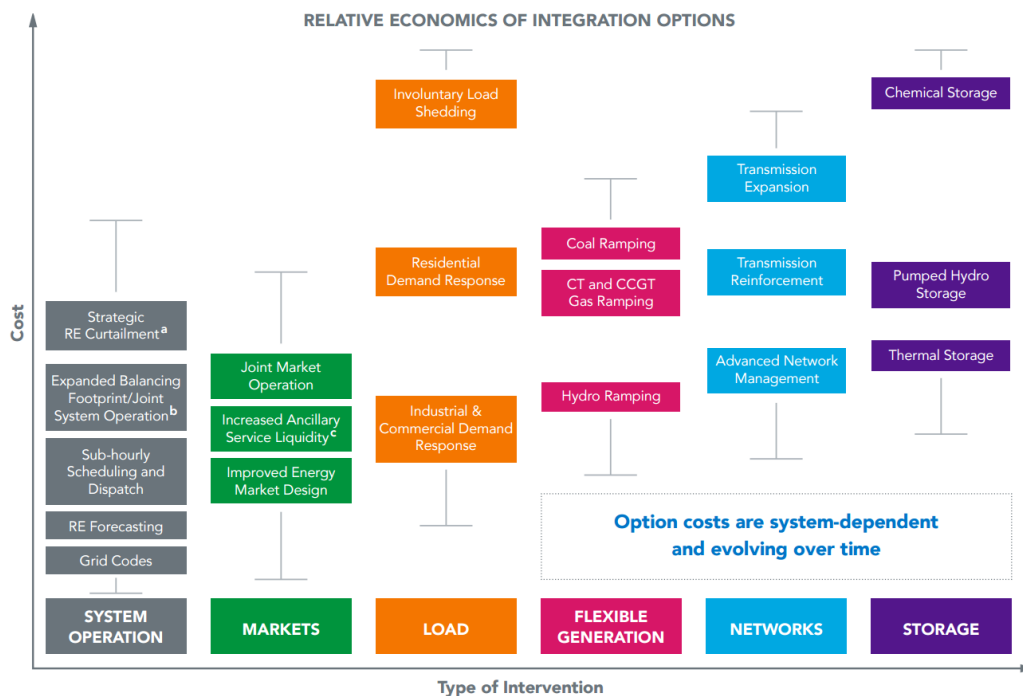 RELATIVE ECONOMICS OF INTEGRATION OPTIONS
Cost
Strategic
RE Curtailment a
Expanded Balancing
Footprint/Joint
System Operation b
Sub-hourly
Scheduling and
Dispatch
RE Forecasting
Grid Codes
SYSTEM
OPERATION
Joint Market
Operation
Increased Ancillary
Service Liquidity c
Improved Energy
Market Design
MARKETS
Involuntary Load
Shedding
Residential
Demand Response
Industrial &
Commercial Demand
Response
LOAD
Coal Ramping
CT and CCGT
Gas Ramping
Hydro Ramping
FLEXIBLE
GENERATION
Transmission
Expansion
Transmission
Reinforcement
Advanced Network
Management
NETWORKS
Chemical Storage
Pumped Hydro
Storage
Thermal Storage
STORAGE
Option costs are system-dependent
and evolving over time
Type of Intervention